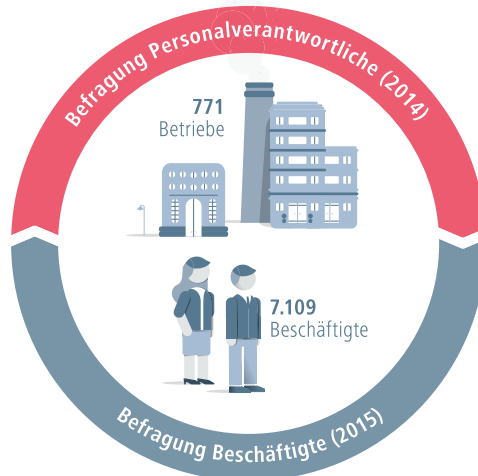 Befragung Personalverantwortliche (2014)
771
Betriebe
7.109
Beschäftigte
Befragung Beschäftigte (2015)